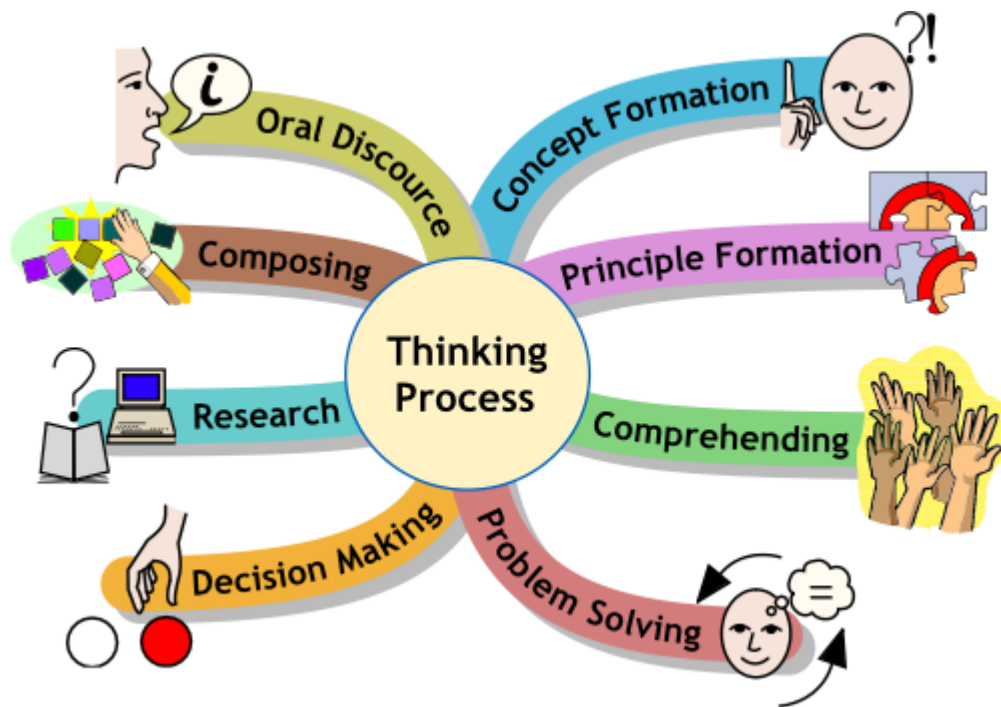 Thinking
Process
Concept Formation
Principle Formation
Comprehending
Problem Solving
Decision Making
Research
Composing
Oral Discource
i
?!
?
=